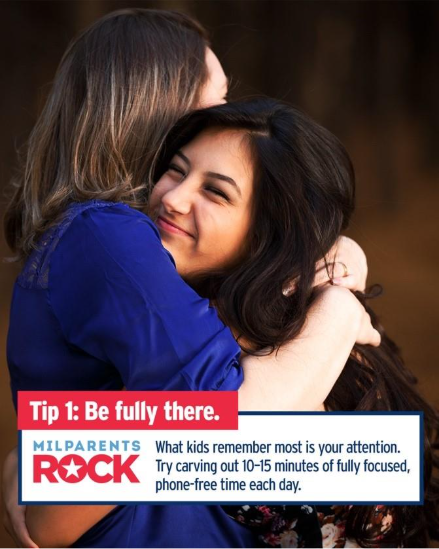 Tip 1: Be fully there.
MILPARENTS
ROCK
What kids remember most is your attention.
Try carving out 10–15 minutes of fully focused,
phone-free time each day.